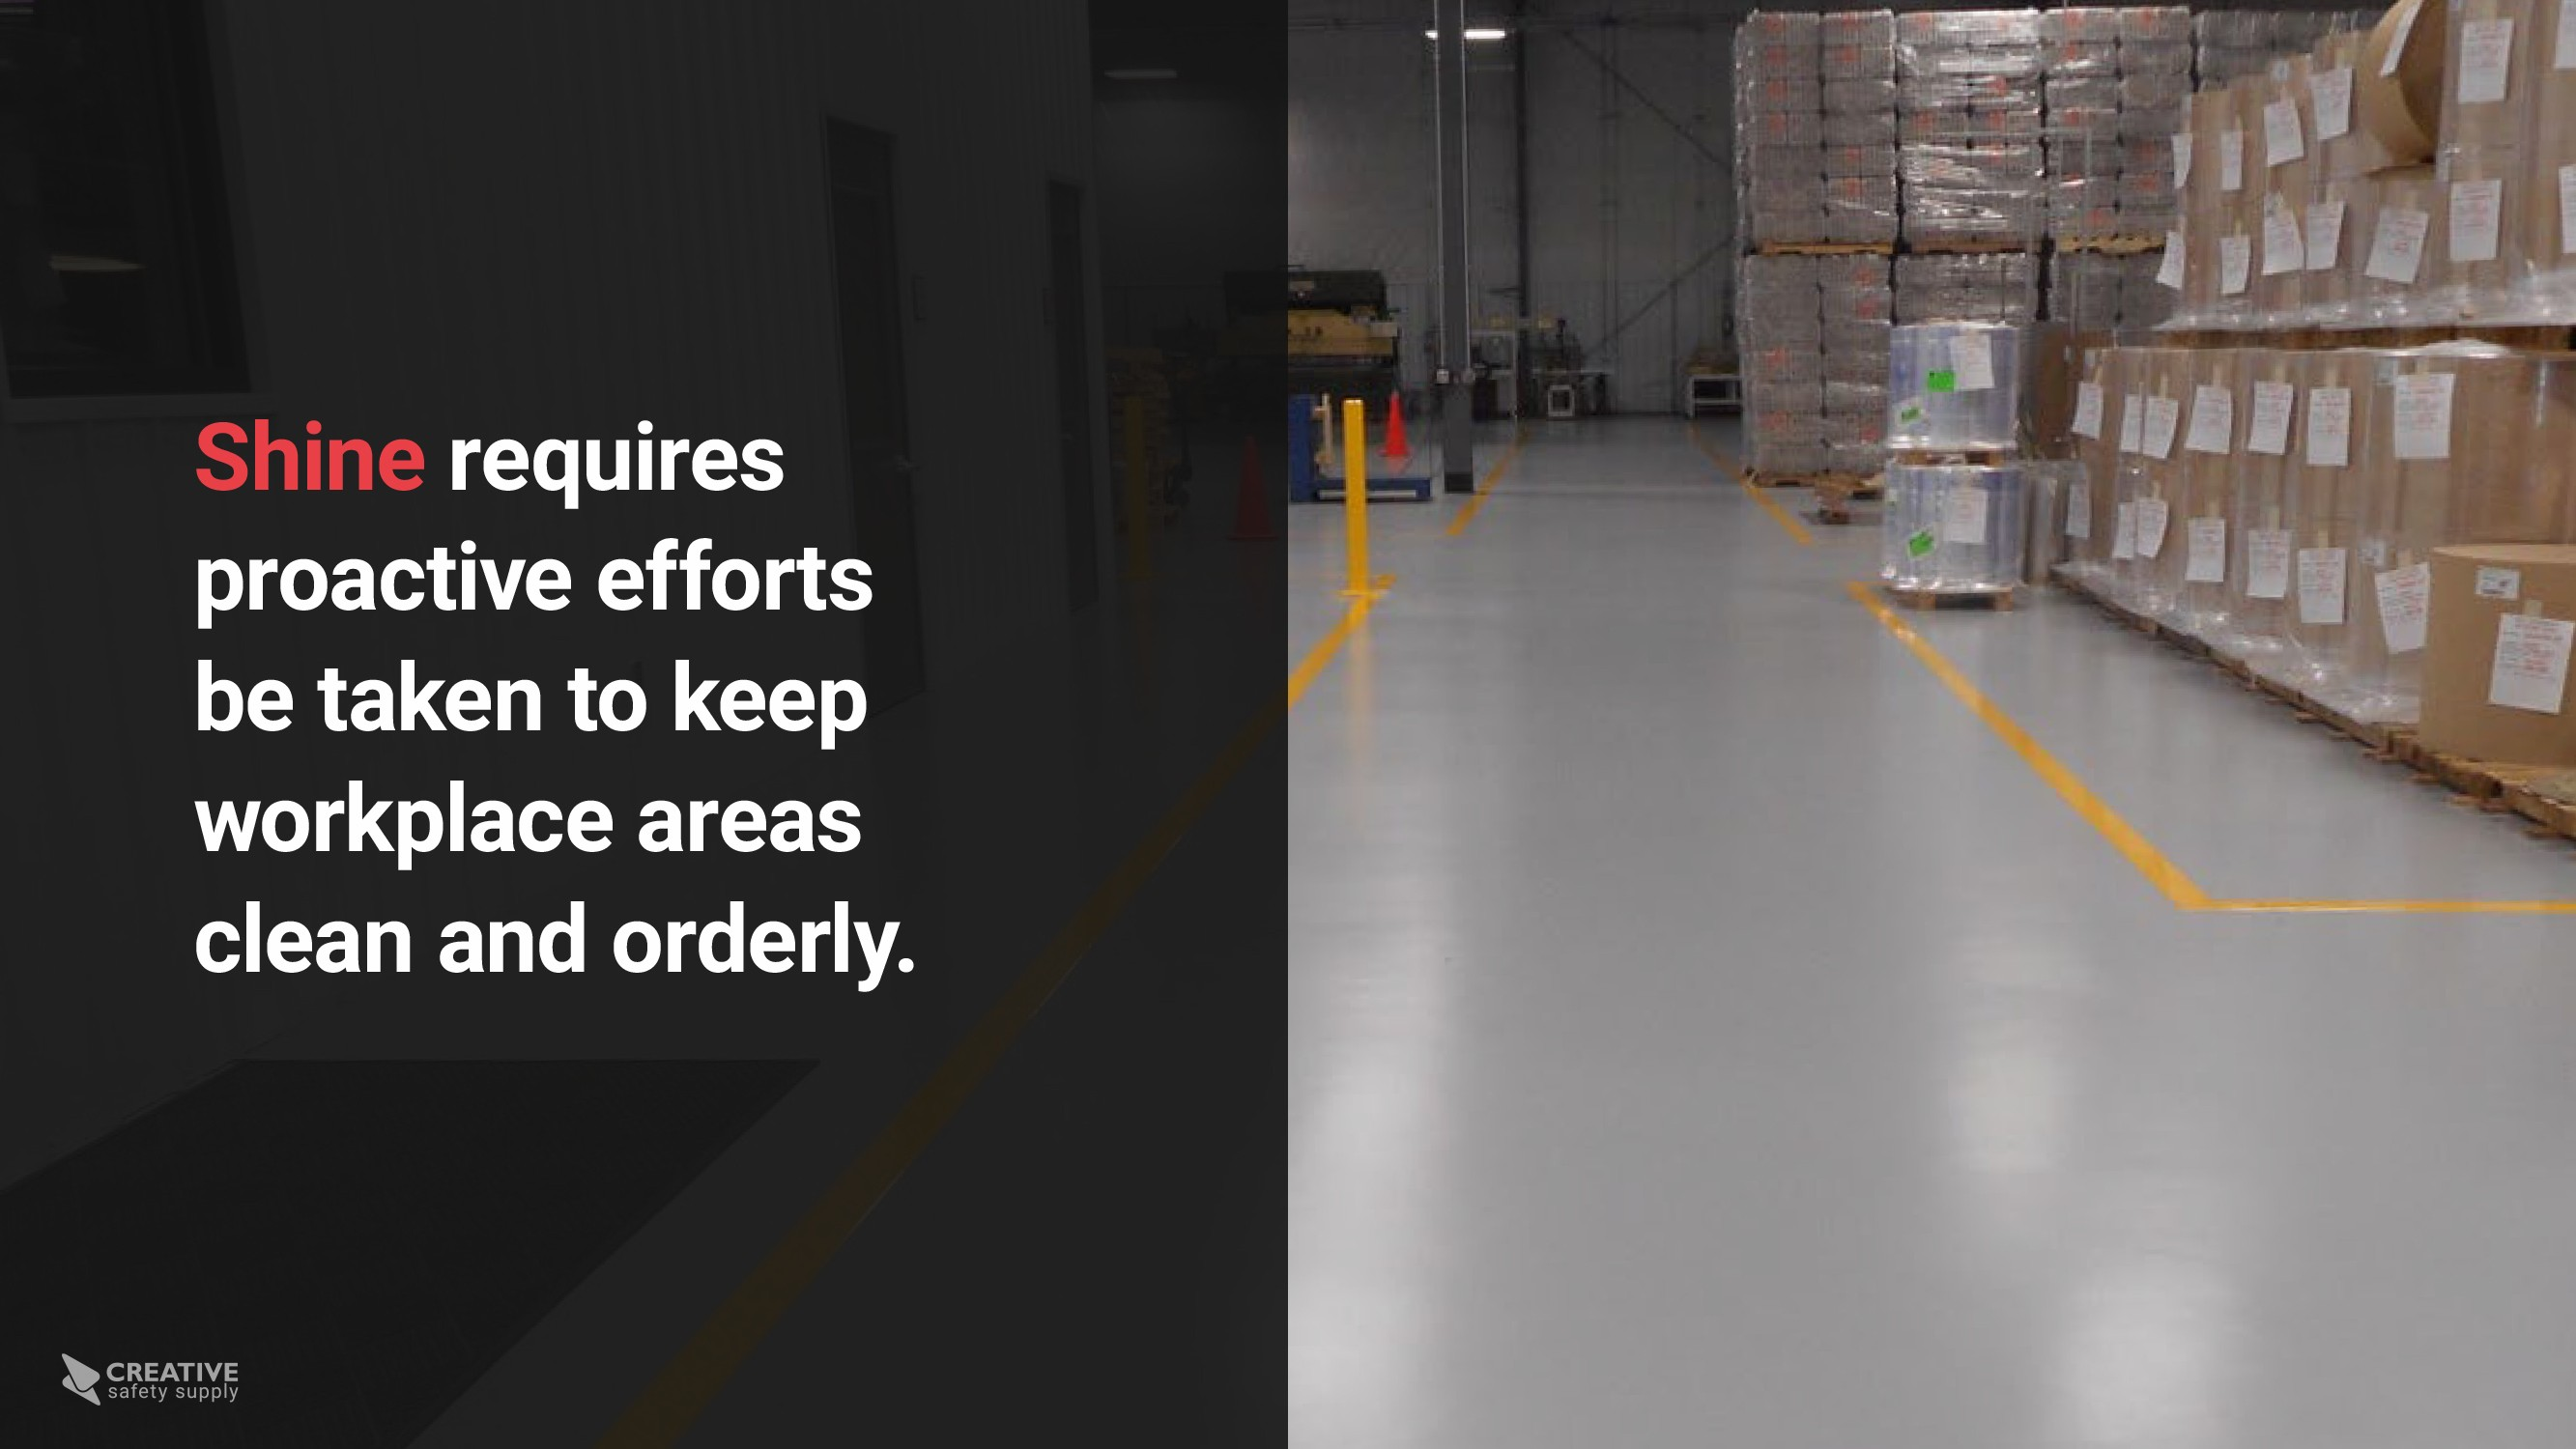 Shine requires
proactive efforts
be taken to keep
workplace areas
clean and orderly.
CREATIVE
safety supply